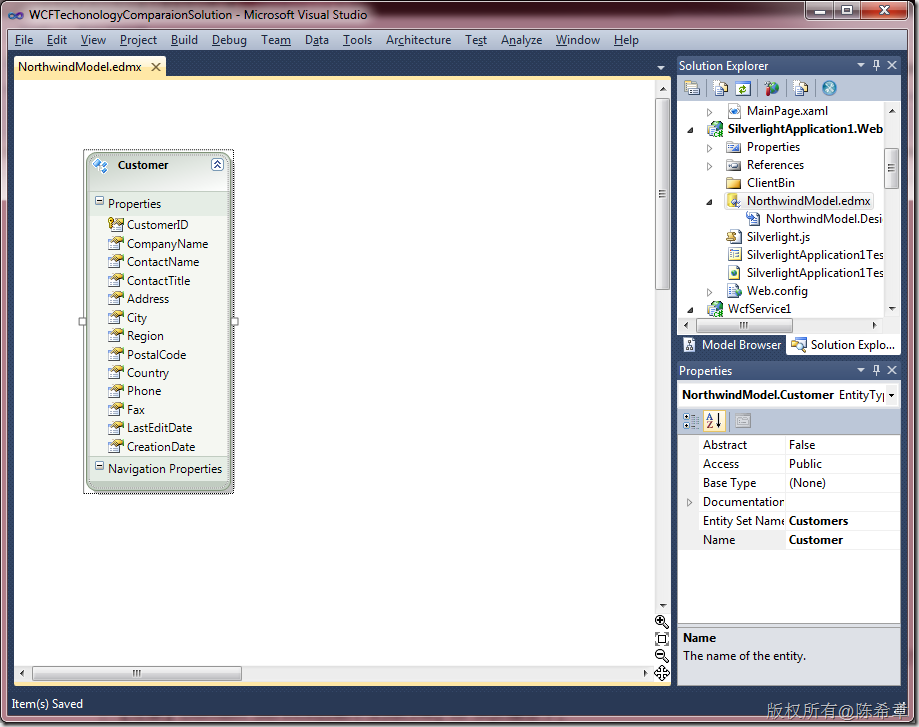 WCFTechonologyComparaionSolution - Microsoft Visual Studio
File Edit View Project Build Debug Team Data Tools Architecture Test Analyze Window Help
NorthwindModel.edmx
Customer
Properties
CustomerID
CompanyName
ContactName
ContactTitle
Address
City
Region
PostalCode
Country
Phone
Fax
LastEditDate
CreationDate
Navigation Properties
Solution Explorer
MainPage.xaml
SilverlightApplication1.Web
Properties
References
ClientBin
NorthwindModel.edmx
NorthwindModel.Desi
Silverlight.js
SilverlightApplication1Tes
SilverlightApplication1Tes
Web.config
WcfService1
Model Browser Solution Explo...
Properties
NorthwindModel.Customer EntityTyp
Abstract False
Access Public
Base Type (None)
Documentation
Entity Set Name Customers
Name Customer
Name
The name of the entity.
Item(s) Saved
版权所有@陈希章